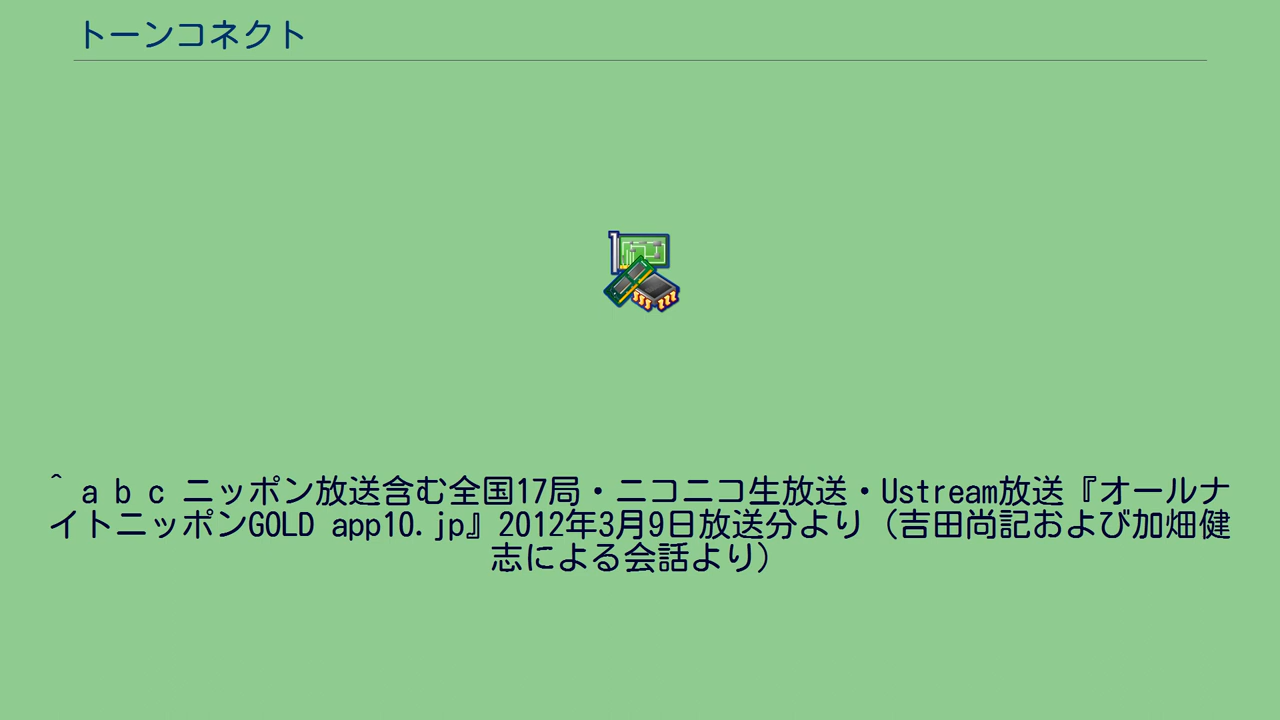 トーンコネクト
^ a b c ニッポン放送含む全国17局・ニコニコ生放送・Ustream放送『オールナ
イトニッポンGOLD app10.jp』2012年3月9日放送分より（吉田尚記および加畑健
志による会話より）